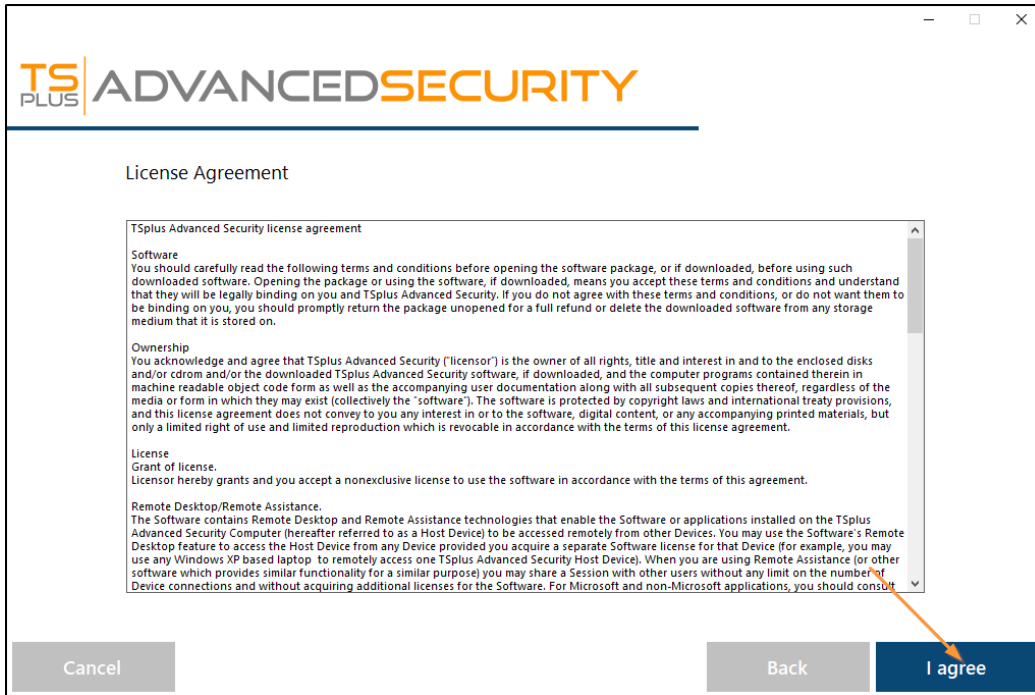 TS PLUS ADVANCEDSECURITY
License Agreement
TSplus Advanced Security license agreement
Software
You should carefully read the following terms and conditions before opening the software package, or if downloaded, before using such
downloaded software. Opening the package or using the software, if downloaded, means you accept these terms and conditions and understand
that they will be legally binding on you and TSplus Advanced Security. If you do not agree with these terms and conditions, or do not want them to
be binding on you, you should promptly return the package unopened for a full refund or delete the downloaded software from any storage
medium that it is stored on.
Ownership
You acknowledge and agree that TSplus Advanced Security ("licensor") is the owner of all rights, title and interest in and to the enclosed disks
and/or cdrom and/or the downloaded TSplus Advanced Security software, if downloaded, and the computer programs contained therein in
machine readable object code form as well as the accompanying user documentation along with all subsequent copies thereof, regardless of the
media or form in which they may exist (collectively the "software"). The software is protected by copyright laws and international treaty provisions,
and this license agreement does not convey to you any interest in or to the software, digital content, or any accompanying printed materials, but
only a limited right of use and limited reproduction which is revocable in accordance with the terms of this license agreement.
License
Grant of license.
Licensor hereby grants and you accept a nonexclusive license to use the software in accordance with the terms of this agreement.
Remote Desktop/Remote Assistance.
The Software contains Remote Desktop and Remote Assistance technologies that enable the Software or applications installed on the TSplus
Advanced Security Computer (hereafter referred to as a Host Device) to be accessed remotely from other Devices. You may use the Software's Remote
Desktop feature to access the Host Device from any Device provided you acquire a separate Software license for that Device (for example, you may
use any Windows XP based laptop to remotely access one TSplus Advanced Security Host Device). When you are using Remote Assistance (or other
software which provides similar functionality for a similar purpose) you may share a Session with other users without any limit on the number of
Device connections and without acquiring additional licenses for the Software. For Microsoft and non-Microsoft applications, you should consult
Cancel
Back
I agree